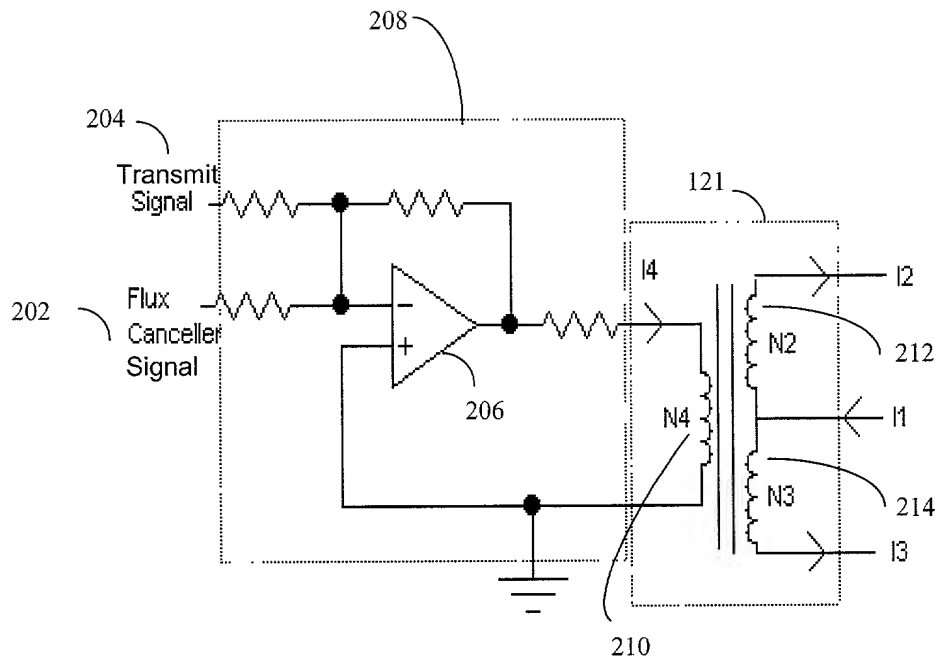 208
204
Transmit
Signal
121
I4
I2
Flux
Canceller
Signal
202
−
+
N2
212
206
N4
I1
N3
214
I3
210